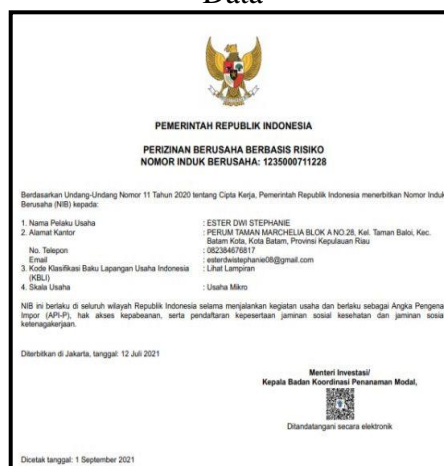 Data
PEMERINTAH REPUBLIK INDONESIA
PERIZINAN BERUSAHA BERBASIS RISIKO
NOMOR INDUK BERUSAHA: 1235000711228
Berdasarkan Undang-Undang Nomor 11 Tahun 2020 tentang Cipta Kerja, Pemerintah Republik Indonesia menerbitkan Nomor Induk
Berusaha (NIB) kepada:
1. Nama Pelaku Usaha : ESTER DWI STEPHANIE
2. Alamat Kantor : PERUM TAMAN MARCHELIA BLOK A NO.28, Kel. Taman Baloi, Kec.
Batam Kota, Kota Batam, Provinsi Kepulauan Riau
No. Telepon : 082384676817
Email : esterdwistephanie08@gmail.com
3. Kode Klasifikasi Baku Lapangan Usaha Indonesia : Lihat Lampiran
(KBLI)
4. Skala Usaha : Usaha Mikro
NIB ini berlaku di seluruh wilayah Republik Indonesia selama menjalankan kegiatan usaha dan berlaku sebagai Angka Pengena
Impor (API-P), hak akses kepabeanan, serta pendaftaran kepesertaan jaminan sosial kesehatan dan jaminan sosia
ketenagakerjaan.
Diterbitkan di Jakarta, tanggal: 12 Juli 2021
Menteri Investasi/
Kepala Badan Koordinasi Penanaman Modal,
Ditandatangani secara elektronik
Dicetak tanggal: 1 September 2021